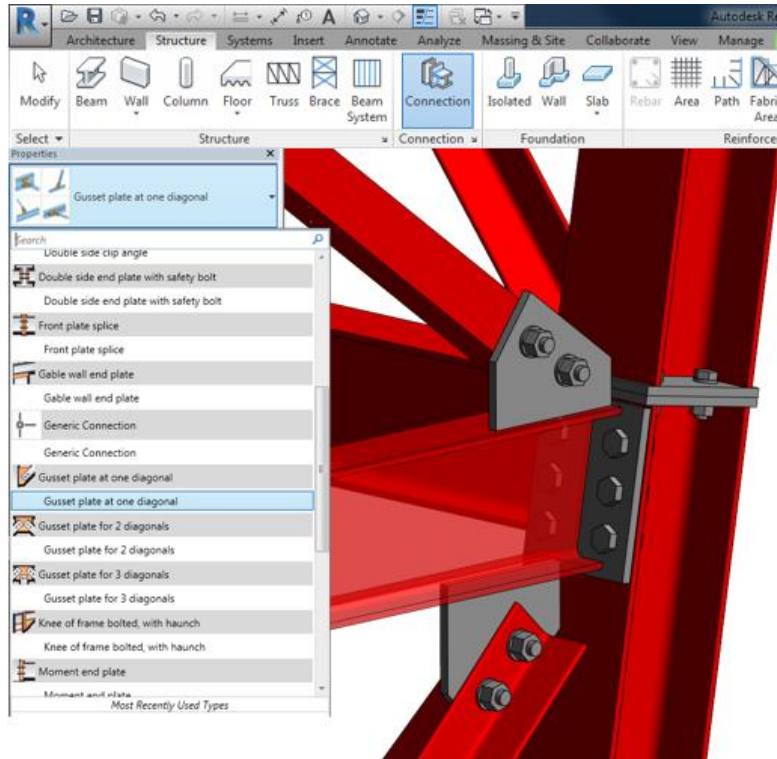 R
A
Autodesk R
Architecture Structure Systems Insert Annotate Analyze Massing & Site Collaborate View Manage
Modify Beam Wall Column Floor Truss Brace Beam System Connection Isolated Wall Slab Rebar Area Path Fabri
Area
Select Structure Connection Foundation Reinforce
Properties
Gusset plate at one diagonal
Search
Double side clip angle
Double side end plate with safety bolt
Double side end plate with safety bolt
Front plate splice
Front plate splice
Gable wall end plate
Gable wall end plate
Generic Connection
Generic Connection
Gusset plate at one diagonal
Gusset plate at one diagonal
Gusset plate for 2 diagonals
Gusset plate for 2 diagonals
Gusset plate for 3 diagonals
Gusset plate for 3 diagonals
Knee of frame bolted, with haunch
Knee of frame bolted, with haunch
Moment end plate
Moment end plate
Most Recently Used Types